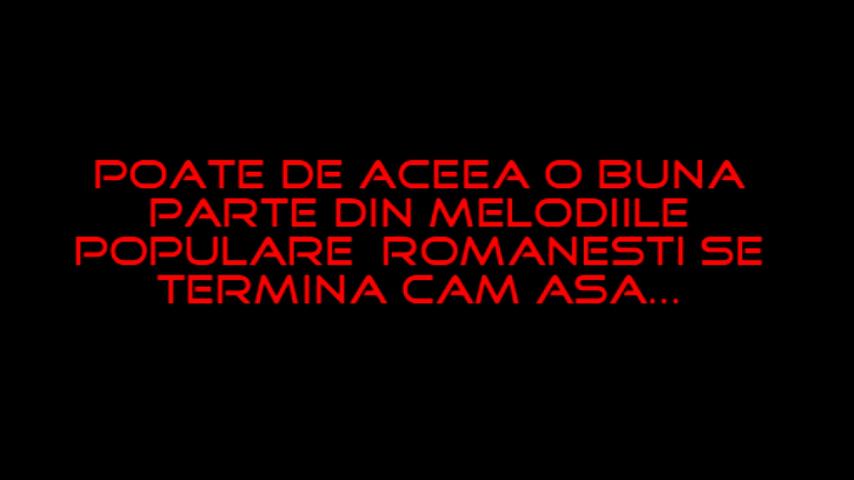 POATE DE ACEEA O BUNA
PARTE DIN MELODIILE
POPULARE ROMANESTI SE
TERMINA CAM ASA...